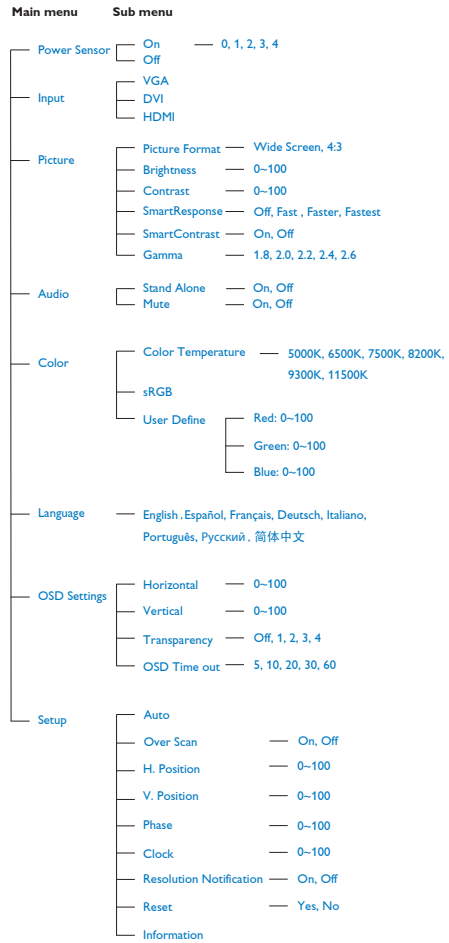 Main menu Sub menu
Power Sensor On 0, 1, 2, 3, 4
Off
Input VGA
DVI
HDMI
Picture Picture Format Wide Screen, 4:3
Brightness 0~100
Contrast 0~100
SmartResponse Off, Fast , Faster, Fastest
SmartContrast On, Off
Gamma 1.8, 2.0, 2.2, 2.4, 2.6
Audio Stand Alone On, Off
Mute On, Off
Color Color Temperature 5000K, 6500K, 7500K, 8200K,
9300K, 11500K
sRGB
User Define Red: 0~100
Green: 0~100
Blue: 0~100
Language English , Español, Français, Deutsch, Italiano,
Português, Русский , 简体中文
OSD Settings Horizontal 0~100
Vertical 0~100
Transparency Off, 1, 2, 3, 4
OSD Time out 5, 10, 20, 30, 60
Setup Auto
Over Scan On, Off
H. Position 0~100
V. Position 0~100
Phase 0~100
Clock 0~100
Resolution Notification On, Off
Reset Yes, No
Information